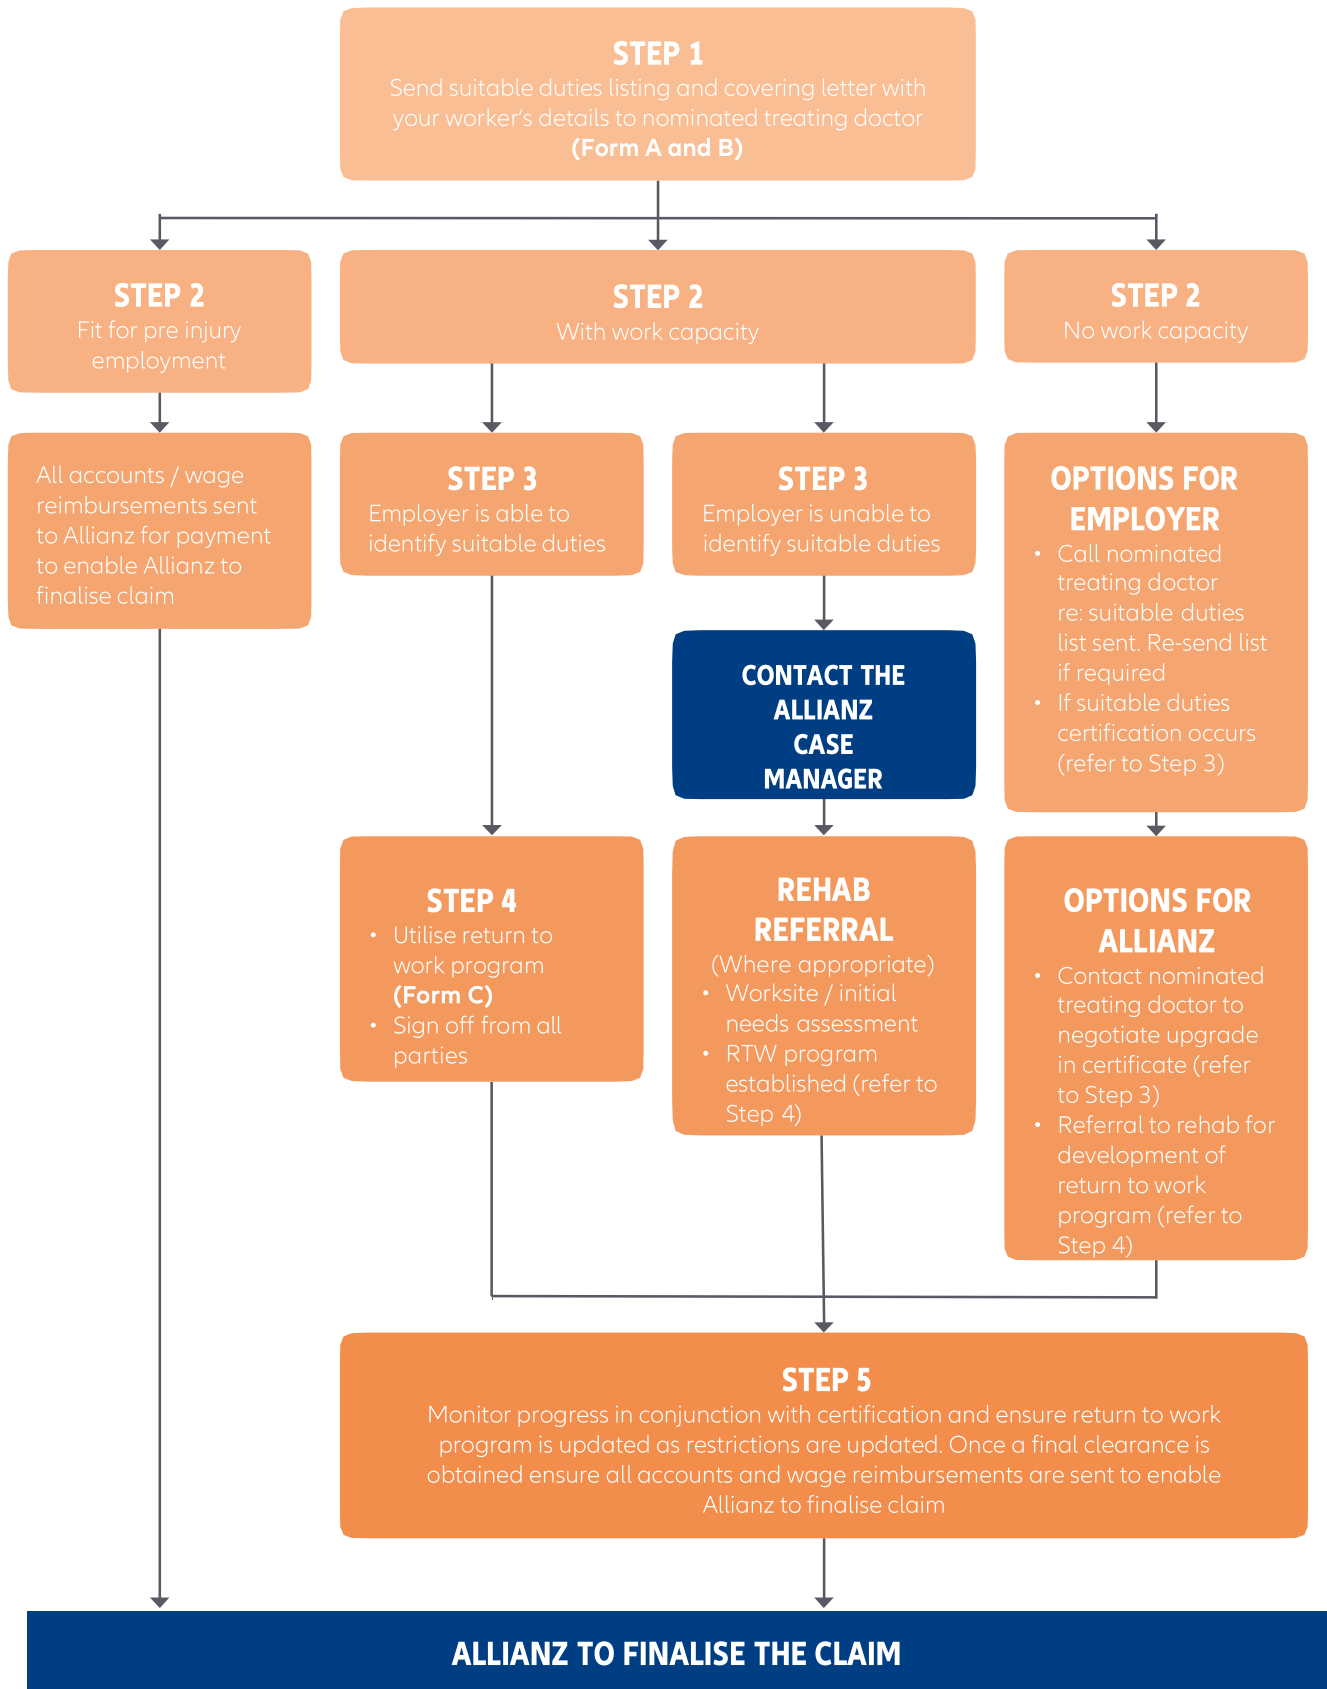 STEP 1
Send suitable duties listing and covering letter with
your worker’s details to nominated treating doctor
(Form A and B)
STEP 2
Fit for pre injury
employment
STEP 2
With work capacity
STEP 2
No work capacity
All accounts / wage
reimbursements sent
to Allianz for payment
to enable Allianz to
finalise claim
STEP 3
Employer is able to
identify suitable duties
STEP 3
Employer is unable to
identify suitable duties
OPTIONS FOR
EMPLOYER
• Call nominated
treating doctor
re: suitable duties
list sent. Re-send list
if required
• If suitable duties
certification occurs
(refer to Step 3)
CONTACT THE
ALLIANZ
CASE
MANAGER
STEP 4
• Utilise return to
work program
(Form C)
• Sign off from all
parties
REHAB
REFERRAL
(Where appropriate)
• Worksite / initial
needs assessment
• RTW program
established (refer to
Step 4)
OPTIONS FOR
ALLIANZ
• Contact nominated
treating doctor to
negotiate upgrade
in certificate (refer
to Step 3)
• Referral to rehab for
development of
return to work
program (refer to
Step 4)
STEP 5
Monitor progress in conjunction with certification and ensure return to work
program is updated as restrictions are updated. Once a final clearance is
obtained ensure all accounts and wage reimbursements are sent to enable
Allianz to finalise claim
ALLIANZ TO FINALISE THE CLAIM